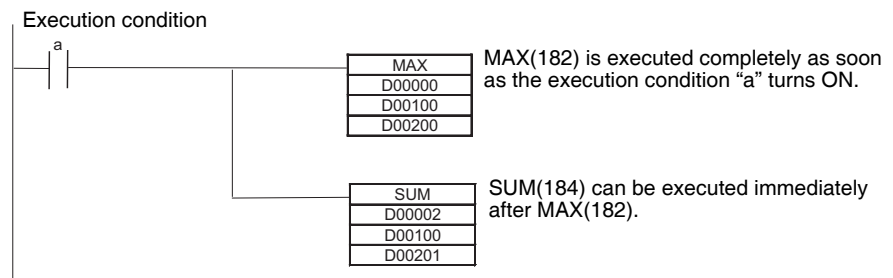 Execution condition
a
MAX
D00000
D00100
D00200
MAX(182) is executed completely as soon
as the execution condition “a” turns ON.
SUM
D00002
D00100
D00201
SUM(184) can be executed immediately
after MAX(182).